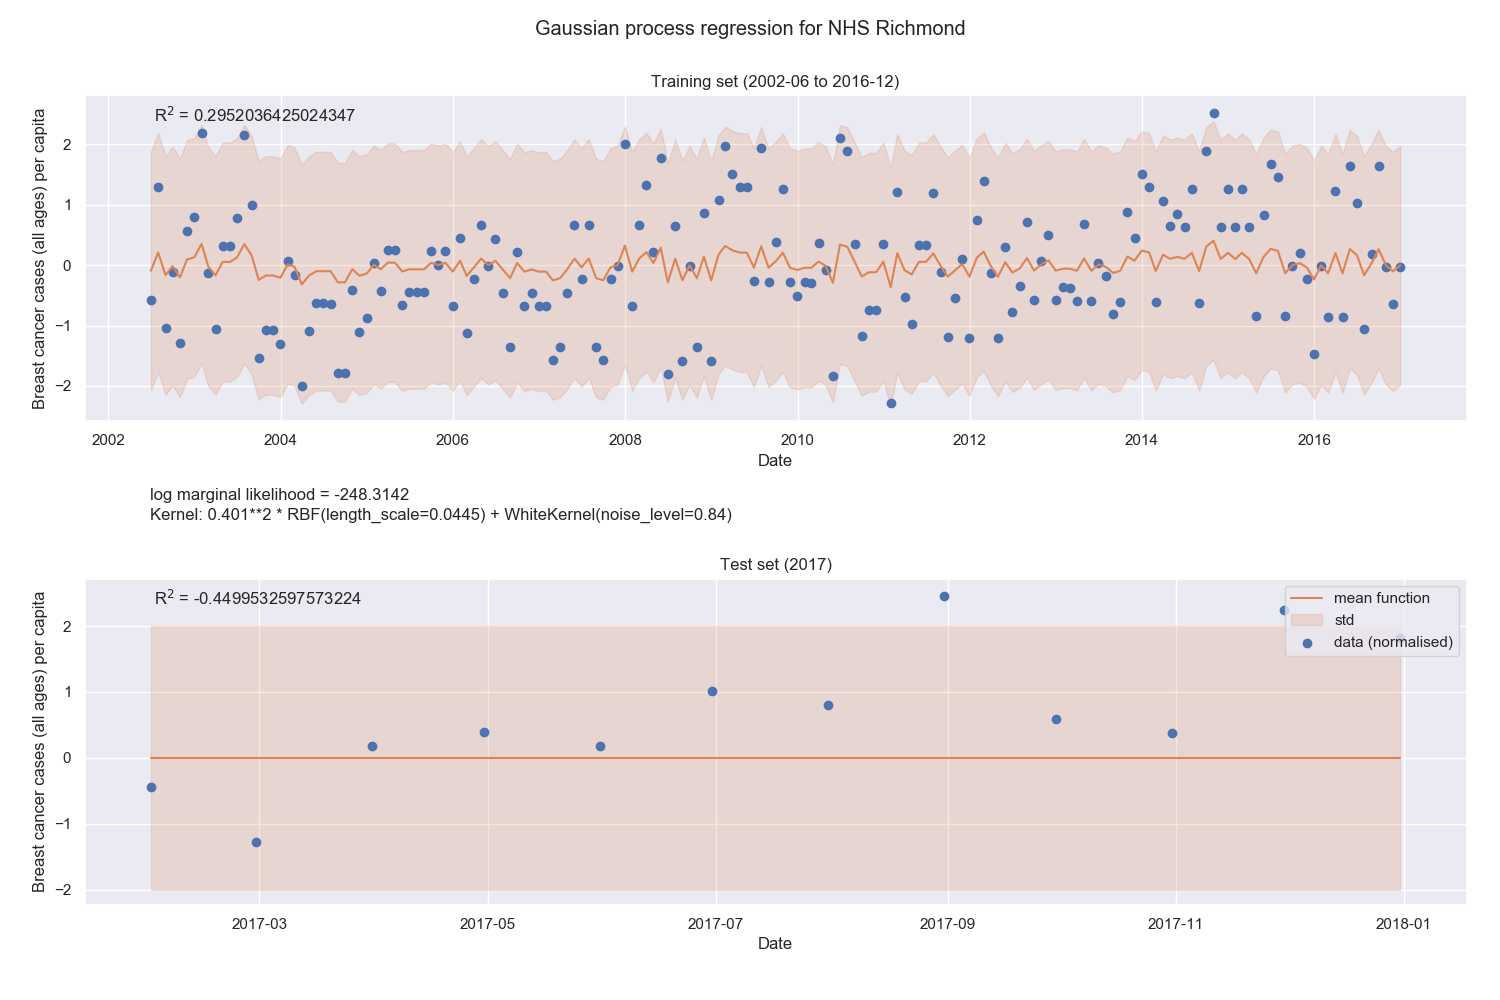 Gaussian process regression for NHS Richmond
Training set (2002-06 to 2016-12)
R² = 0.2952036425024347
Breast cancer cases (all ages) per capita
2
1
0
−1
−2
2002 2004 2006 2008 2010 2012 2014 2016
Date
log marginal likelihood = -248.3142
Kernel: 0.401**2 * RBF(length_scale=0.0445) + WhiteKernel(noise_level=0.84)
Test set (2017)
R² = -0.4499532597573224
mean function
std
data (normalised)
Breast cancer cases (all ages) per capita
2
1
0
−1
−2
2017-03 2017-05 2017-07 2017-09 2017-11 2018-01
Date